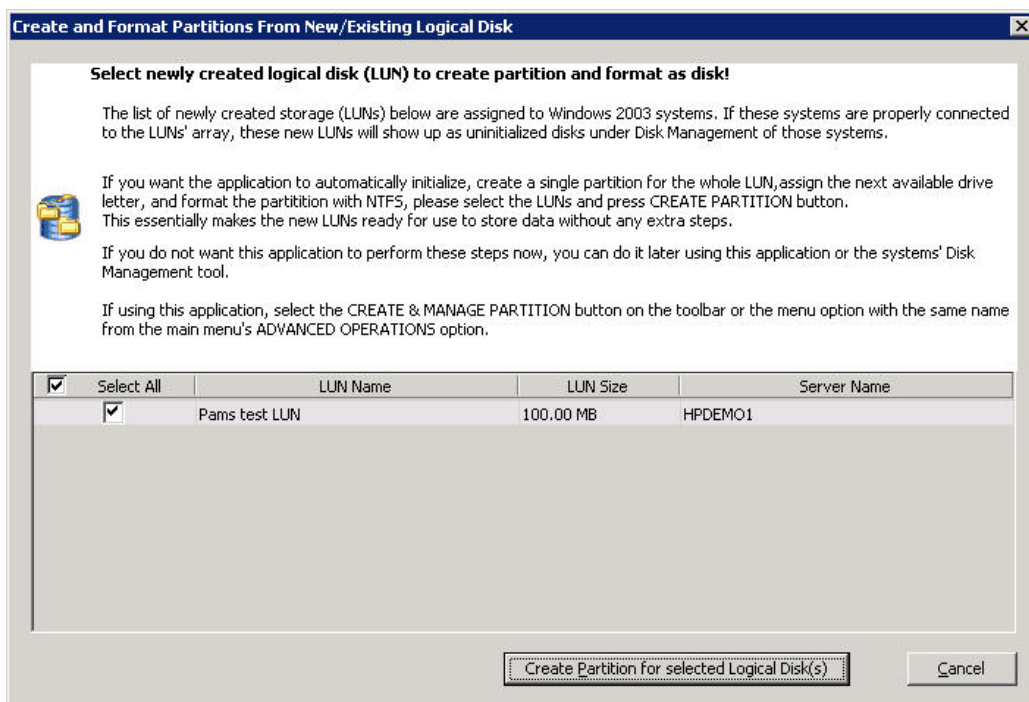 Create and Format Partitions From New/Existing Logical Disk
Select newly created logical disk (LUN) to create partition and format as disk!
The list of newly created storage (LUNs) below are assigned to Windows 2003 systems. If these systems are properly connected
to the LUNs' array, these new LUNs will show up as uninitialized disks under Disk Management of those systems.
If you want the application to automatically initialize, create a single partition for the whole LUN,assign the next available drive
letter, and format the partitition with NTFS, please select the LUNs and press CREATE PARTITION button.
This essentially makes the new LUNs ready for use to store data without any extra steps.
If you do not want this application to perform these steps now, you can do it later using this application or the systems' Disk
Management tool.
If using this application, select the CREATE & MANAGE PARTITION button on the toolbar or the menu option with the same name
from the main menu's ADVANCED OPERATIONS option.
Select All LUN Name LUN Size Server Name
Pams test LUN 100.00 MB HPDEMO1
Create Partition for selected Logical Disk(s) Cancel